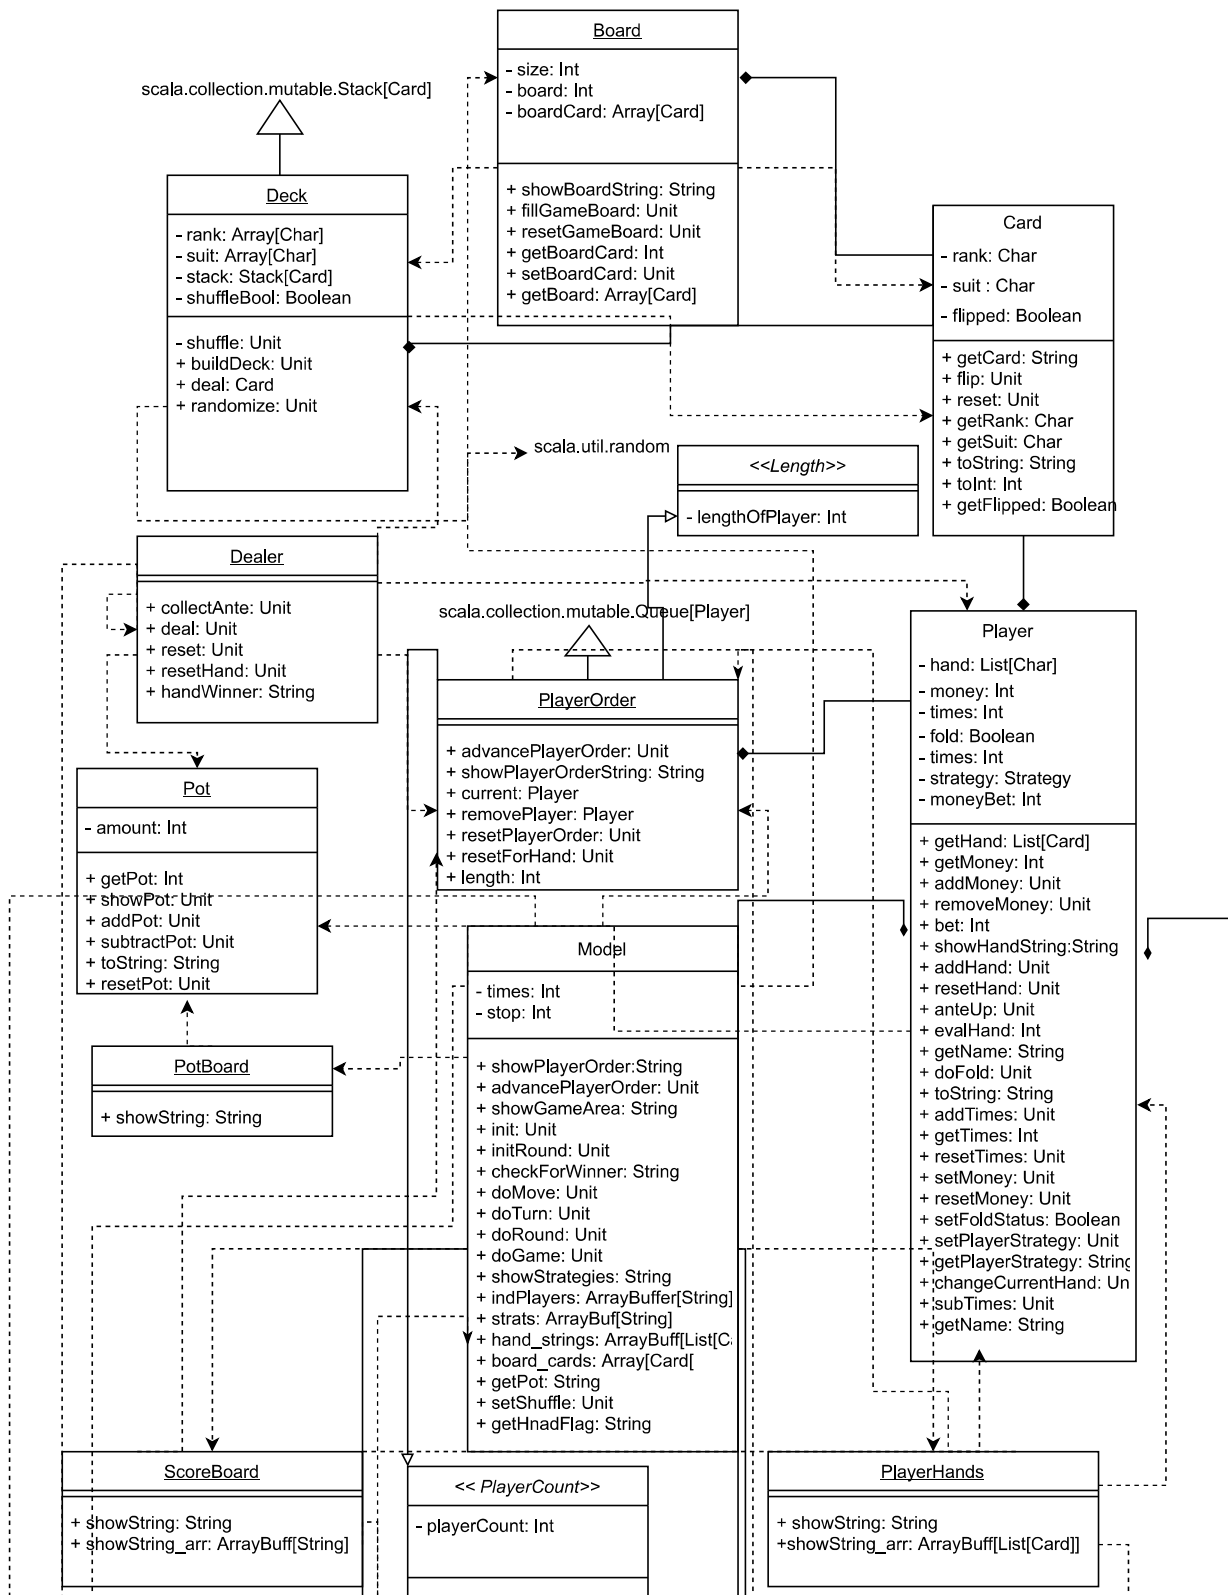 Board
- size: Int
- board: Int
- boardCard: Array[Card]
+ showBoardString: String
+ fillGameBoard: Unit
+ resetGameBoard: Unit
+ getBoardCard: Int
+ setBoardCard: Unit
+ getBoard: Array[Card]
scala.collection.mutable.Stack[Card]
Deck
- rank: Array[Char]
- suit: Array[Char]
- stack: Stack[Card]
- shuffleBool: Boolean
- shuffle: Unit
+ buildDeck: Unit
+ deal: Card
+ randomize: Unit
Card
- rank: Char
- suit : Char
- flipped: Boolean
+ getCard: String
+ flip: Unit
+ reset: Unit
+ getRank: Char
+ getSuit: Char
+ toString: String
+ toInt: Int
+ getFlipped: Boolean
scala.util.random
<<Length>>
- lengthOfPlayer: Int
Dealer
+ collectAnte: Unit
+ deal: Unit
+ reset: Unit
+ resetHand: Unit
+ handWinner: String
scala.collection.mutable.Queue[Player]
PlayerOrder
+ advancePlayerOrder: Unit
+ showPlayerOrderString: String
+ current: Player
+ removePlayer: Player
+ resetPlayerOrder: Unit
+ resetForHand: Unit
+ length: Int
Player
- hand: List[Char]
- money: Int
- times: Int
- fold: Boolean
- times: Int
- strategy: Strategy
- moneyBet: Int
+ getHand: List[Card]
+ getMoney: Int
+ addMoney: Unit
+ removeMoney: Unit
+ bet: Int
+ showHandString:String
+ addHand: Unit
+ resetHand: Unit
+ anteUp: Unit
+ evalHand: Int
+ getName: String
+ doFold: Unit
+ toString: String
+ addTimes: Unit
+ getTimes: Int
+ resetTimes: Unit
+ setMoney: Unit
+ resetMoney: Unit
+ setFoldStatus: Boolean
+ setPlayerStrategy: Unit
+ getPlayerStrategy: String
+ changeCurrentHand: Un
+ subTimes: Unit
+ getName: String
Pot
- amount: Int
+ getPot: Int
+ showPot: Unit
+ addPot: Unit
+ subtractPot: Unit
+ toString: String
+ resetPot: Unit
PotBoard
+ showString: String
Model
- times: Int
- stop: Int
+ showPlayerOrder:String
+ advancePlayerOrder: Unit
+ showGameArea: String
+ init: Unit
+ initRound: Unit
+ checkForWinner: String
+ doMove: Unit
+ doTurn: Unit
+ doRound: Unit
+ doGame: Unit
+ showStrategies: String
+ indPlayers: ArrayBuffer[String]
+ strats: ArrayBuf[String]
+ hand_strings: ArrayBuff[List[Ca
+ board_cards: Array[Card[
+ getPot: String
+ setShuffle: Unit
+ getHnadFlag: String
ScoreBoard
+ showString: String
+ showString_arr: ArrayBuff[String]
<< PlayerCount>>
- playerCount: Int
PlayerHands
+ showString: String
+showString_arr: ArrayBuff[List[Card]]